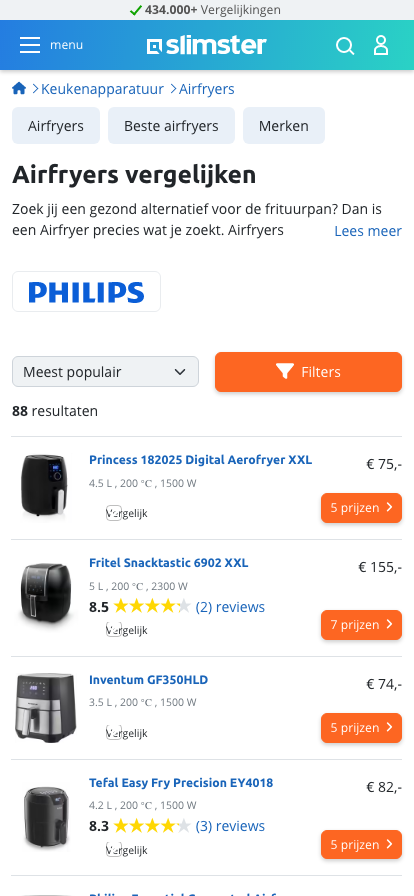 434.000+ Vergelijkingen
menu
slimster
Keukenapparatuur Airfryers
Airfryers
Beste airfryers
Merken
Airfryers vergelijken
Zoek jij een gezond alternatief voor de frituurpan? Dan is
een Airfryer precies wat je zoekt. Airfryers
Lees meer
PHILIPS
Meest populair
Filters
88 resultaten
Princess 182025 Digital Aerofryer XXL
€ 75,-
4.5 L , 200 °C , 1500 W
Vergelijk
5 prijzen
Fritel Snacktastic 6902 XXL
€ 155,-
5 L , 200 °C , 2300 W
8.5 (2) reviews
Vergelijk
7 prijzen
Inventum GF350HLD
€ 74,-
3.5 L , 200 °C , 1500 W
Vergelijk
5 prijzen
Tefal Easy Fry Precision EY4018
€ 82,-
4.2 L , 200 °C , 1500 W
8.3 (3) reviews
Vergelijk
5 prijzen